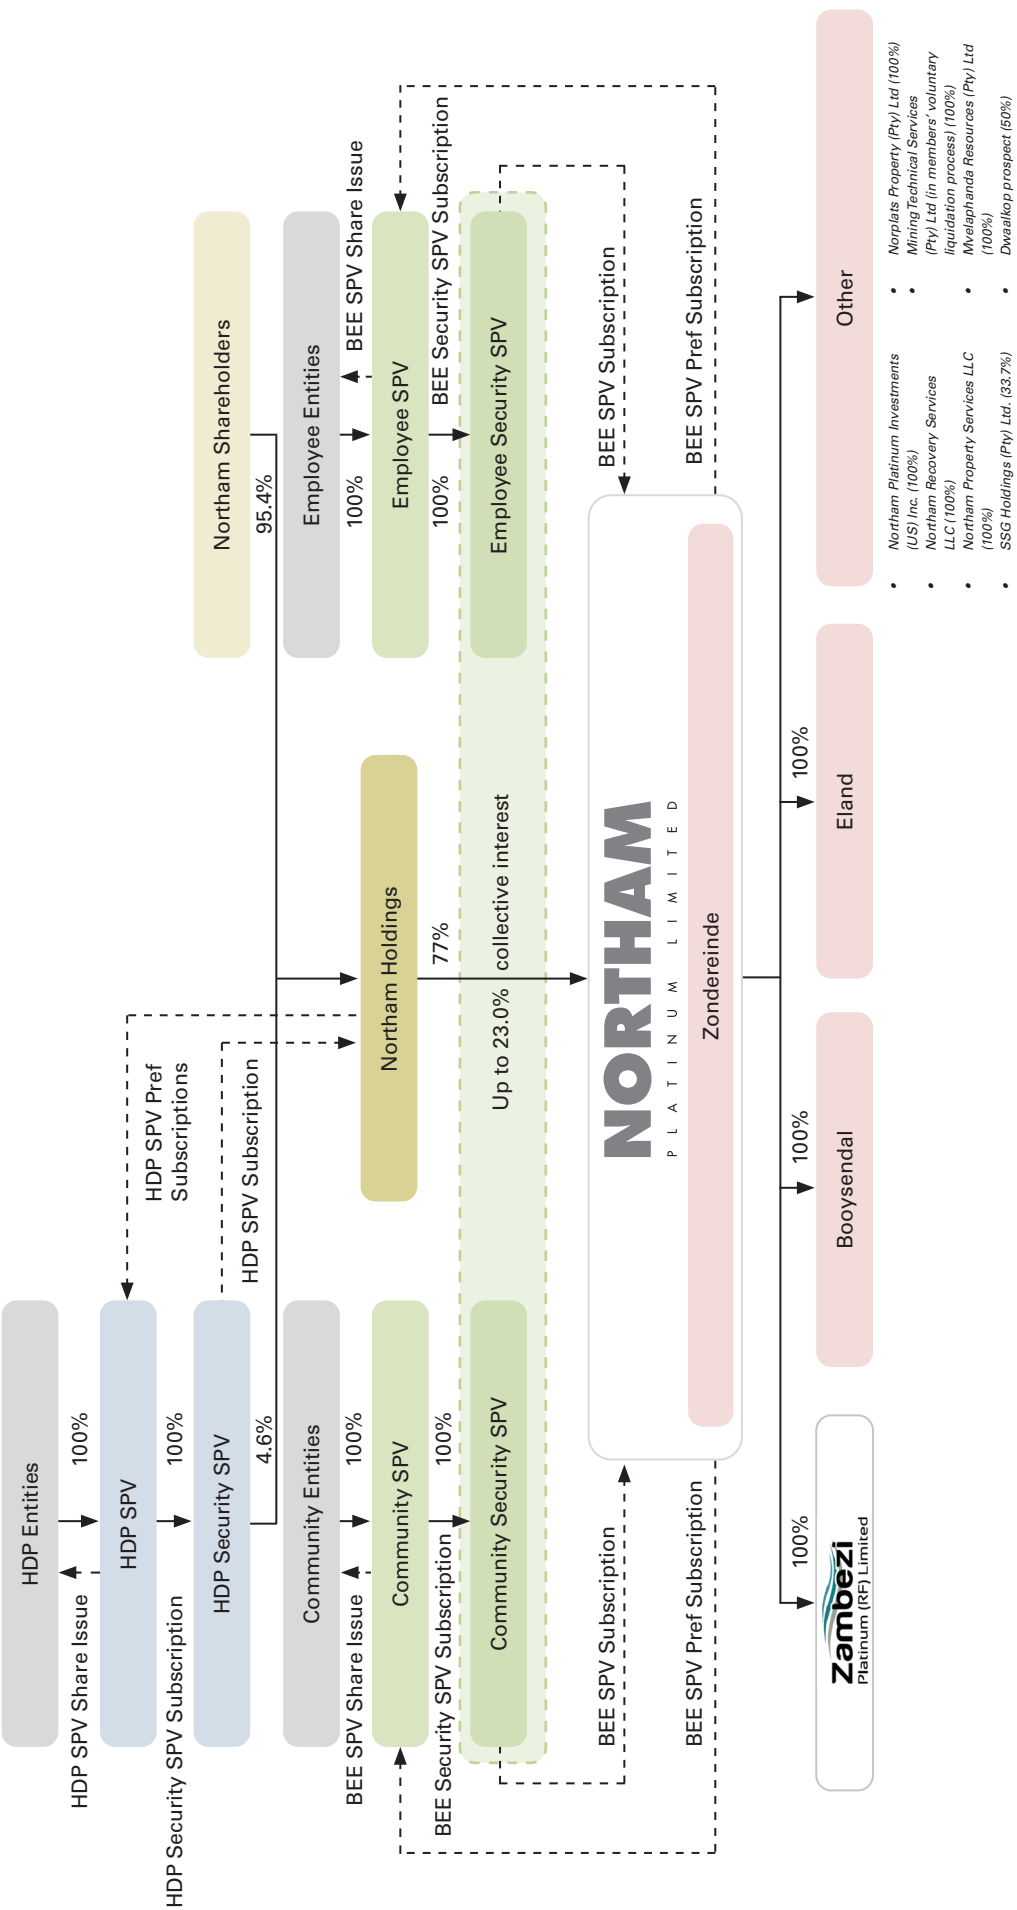 HDP Entities
HDP SPV Share Issue
100%
HDP SPV
HDP Security SPV Subscription
100%
HDP Security SPV
4.6%
HDP SPV Pref
Subscriptions
HDP SPV Subscription
Northam Shareholders
95.4%
Community Entities
BEE SPV Share Issue
100%
Community SPV
BEE Security SPV Subscription
100%
Community Security SPV
Northam Holdings
77%
Up to 23.0% collective interest
Employee Entities
100%
BEE SPV Share Issue
Employee SPV
100%
BEE Security SPV Subscription
Employee Security SPV
BEE SPV Subscription
BEE SPV Pref Subscription
NORTHAM
PLATINUM LIMITED
Zondereinde
BEE SPV Subscription
BEE SPV Pref Subscription
100%
Zambezi
Platinum (RF) Limited
100%
Booysendal
100%
Eland
Other
• Northam Platinum Investments
(US) Inc. (100%)
• Northam Recovery Services
LLC (100%)
• Northam Property Services LLC
(100%)
• SSG Holdings (Pty) Ltd. (33.7%)
• Norplats Property (Pty) Ltd (100%)
• Mining Technical Services
(Pty) Ltd (in members' voluntary
liquidation process) (100%)
• Mvelaphanda Resources (Pty) Ltd
(100%)
• Dwaalkop prospect (50%)